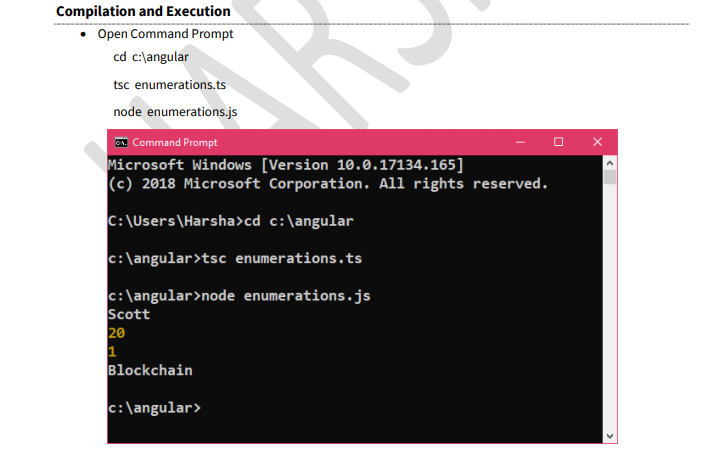 Compilation and Execution
• Open Command Prompt
cd c:\angular
tsc enumerations.ts
node enumerations.js
Command Prompt
Microsoft Windows [Version 10.0.17134.165]
(c) 2018 Microsoft Corporation. All rights reserved.
C:\Users\Harsha>cd c:\angular
c:\angular>tsc enumerations.ts
c:\angular>node enumerations.js
Scott
20
1
Blockchain
c:\angular>